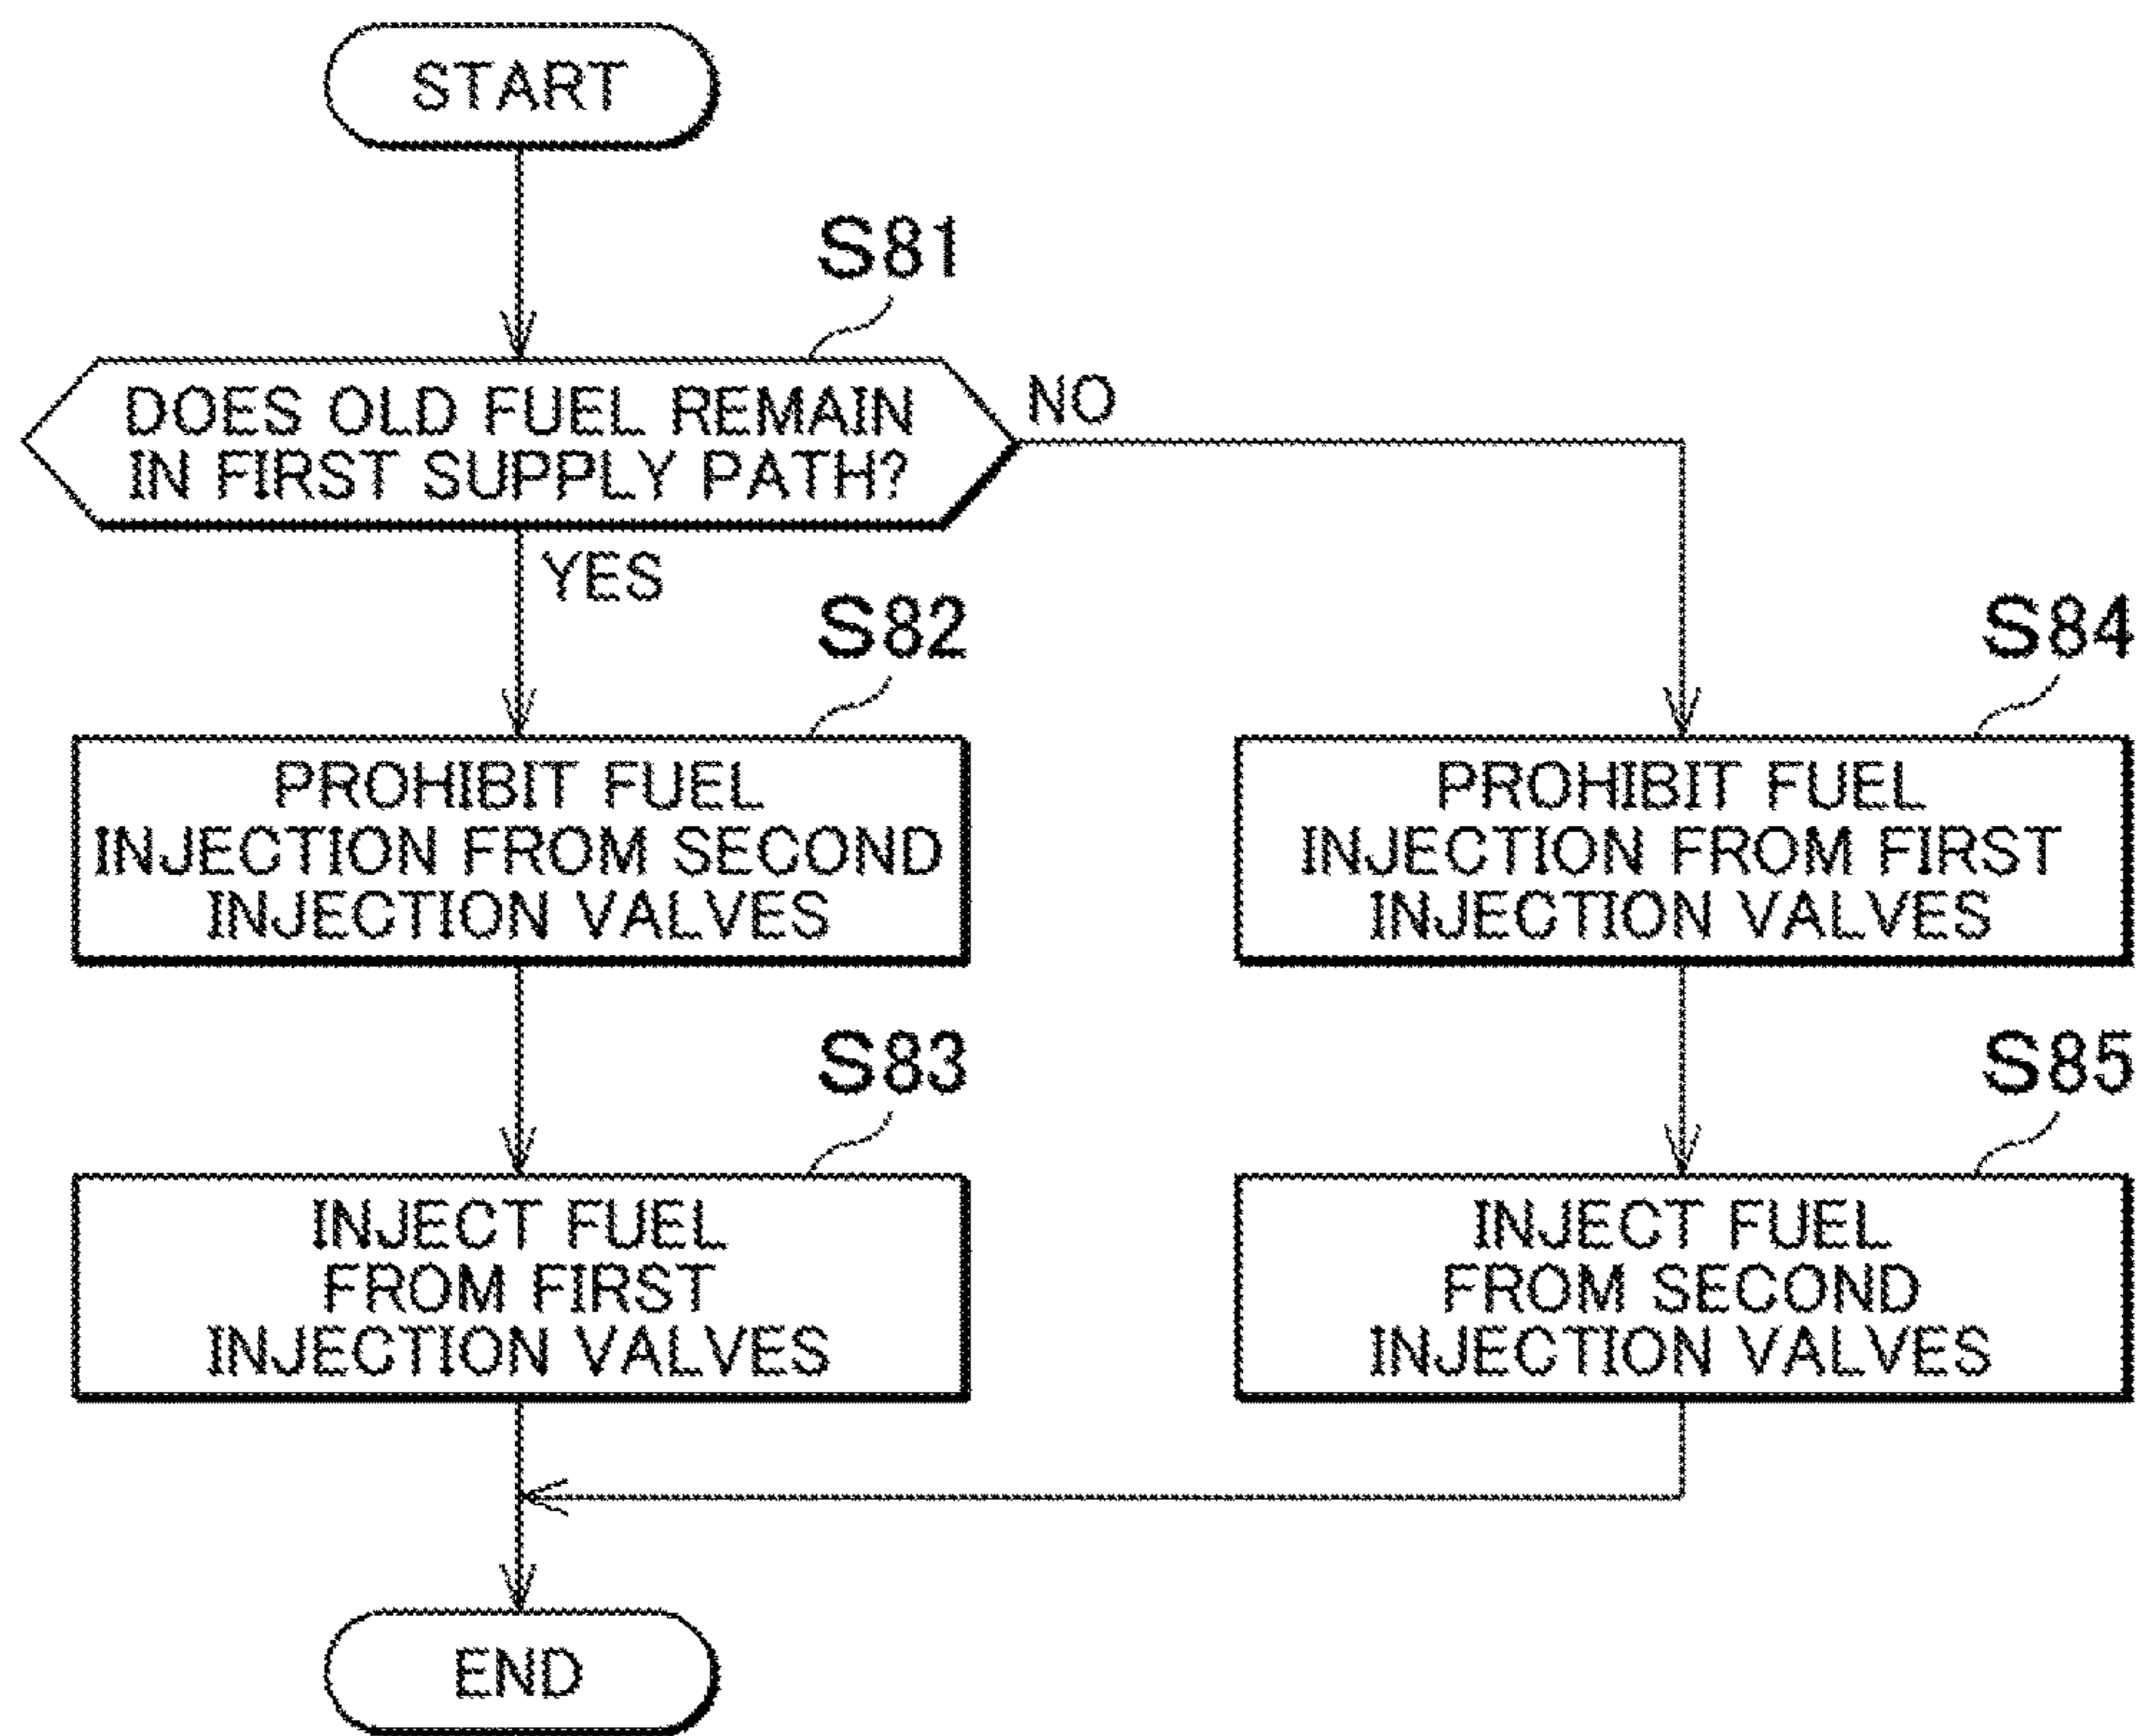 START
S81
DOES OLD FUEL REMAIN
IN FIRST SUPPLY PATH?
NO
YES
S82
PROHIBIT FUEL
INJECTION FROM SECOND
INJECTION VALVES
S84
PROHIBIT FUEL
INJECTION FROM FIRST
INJECTION VALVES
S83
INJECT FUEL
FROM FIRST
INJECTION VALVES
S85
INJECT FUEL
FROM SECOND
INJECTION VALVES
END